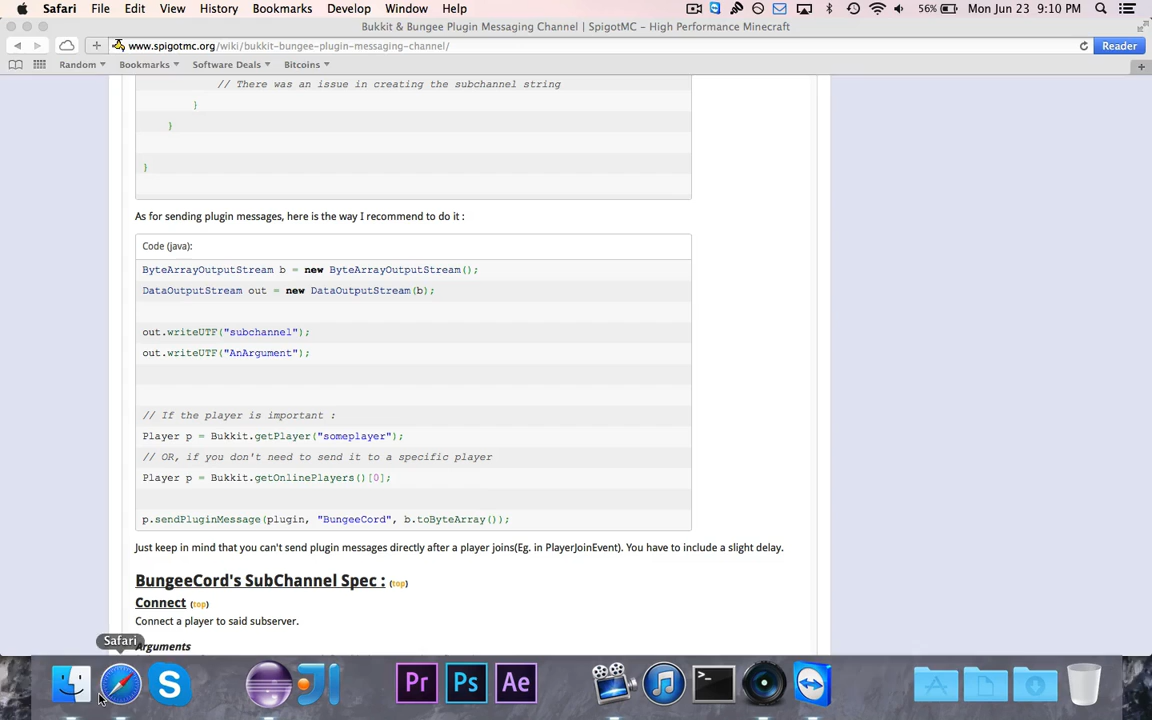 Safari File Edit View History Bookmarks Develop Window Help 56% Mon Jun 23 9:10 PM
Bukkit & Bungee Plugin Messaging Channel | SpigotMC – High Performance Minecraft
www.spigotmc.org/wiki/bukkit-bungee-plugin-messaging-channel/ Reader
Random Bookmarks Software Deals Bitcoins
// There was an issue in creating the subchannel string
}
}
}
As for sending plugin messages, here is the way I recommend to do it :
Code (java):
ByteArrayOutputStream b = new ByteArrayOutputStream();
DataOutputStream out = new DataOutputStream(b);
out.writeUTF("subchannel");
out.writeUTF("AnArgument");
// If the player is important :
Player p = Bukkit.getPlayer("someplayer");
// OR, if you don't need to send it to a specific player
Player p = Bukkit.getOnlinePlayers()[0];
p.sendPluginMessage(plugin, "BungeeCord", b.toByteArray());
Just keep in mind that you can't send plugin messages directly after a player joins(Eg. in PlayerJoinEvent). You have to include a slight delay.
BungeeCord's SubChannel Spec : (top)
Connect (top)
Connect a player to said subserver.
Safari
Arguments
S Pr Ps Ae >_